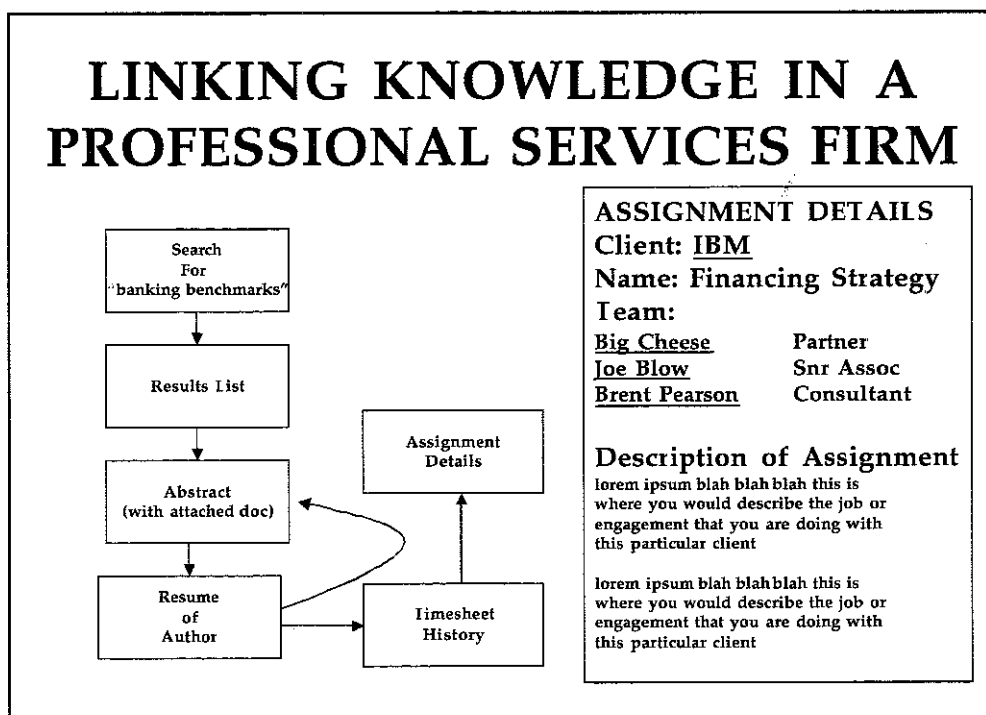 LINKING KNOWLEDGE IN A
PROFESSIONAL SERVICES FIRM
Search
For
"banking benchmarks"
Results List
Abstract
(with attached doc)
Resume
of
Author
Assignment
Details
Timesheet
History
ASSIGNMENT DETAILS
Client: IBM
Name: Financing Strategy
Team:
Big Cheese Partner
Joe Blow Snr Assoc
Brent Pearson Consultant
Description of Assignment
lorem ipsum blah blah blah this is
where you would describe the job or
engagement that you are doing with
this particular client
lorem ipsum blah blah blah this is
where you would describe the job or
engagement that you are doing with
this particular client